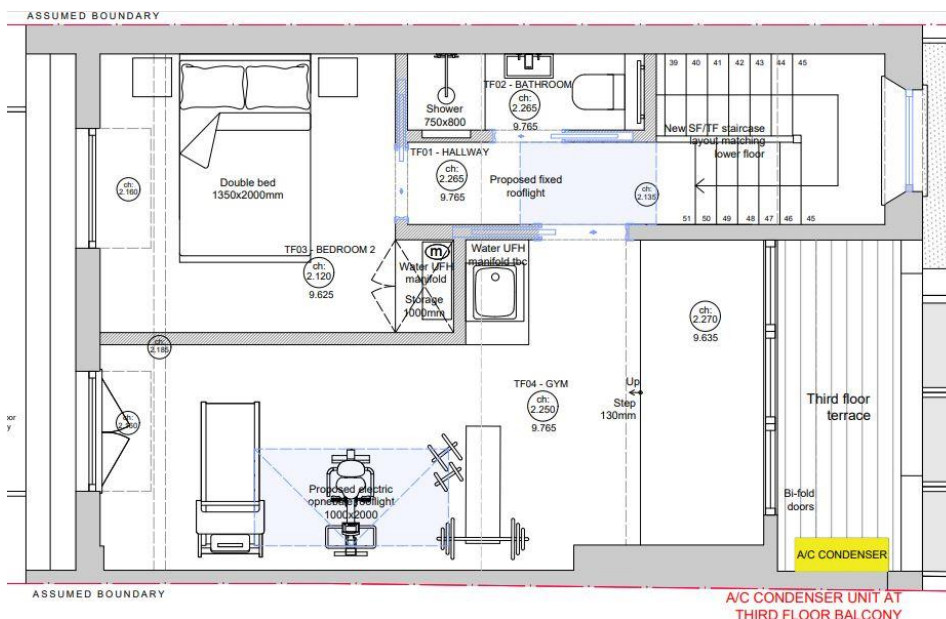 ASSUMED BOUNDARY
39 40 41 42 43 44 45
TF02 - BATHROOM
ch:
2.265
9.765
Shower
750x800
New SF/TF staircase
layout matching
lower floor
TF01 - HALLWAY
ch:
2.265
9.765
Proposed fixed
rooflight
ch:
2.135
ch:
2.160
Double bed
1350x2000mm
51 50 49 48 47 46 45
TF03 - BEDROOM 2
ch:
2.120
9.625
m
Water UFH
manifold
Storage
1000mm
Water UFH
manifold tbc
ch:
2.270
9.635
ch:
2.185
TF04 - GYM
ch:
2.250
9.765
Up
Step
130mm
Third floor
terrace
ch:
2.160
Proposed electric
opneble rooflight
1000x2000
Bi-fold
doors
A/C CONDENSER
ASSUMED BOUNDARY
A/C CONDENSER UNIT AT
THIRD FLOOR BALCONY